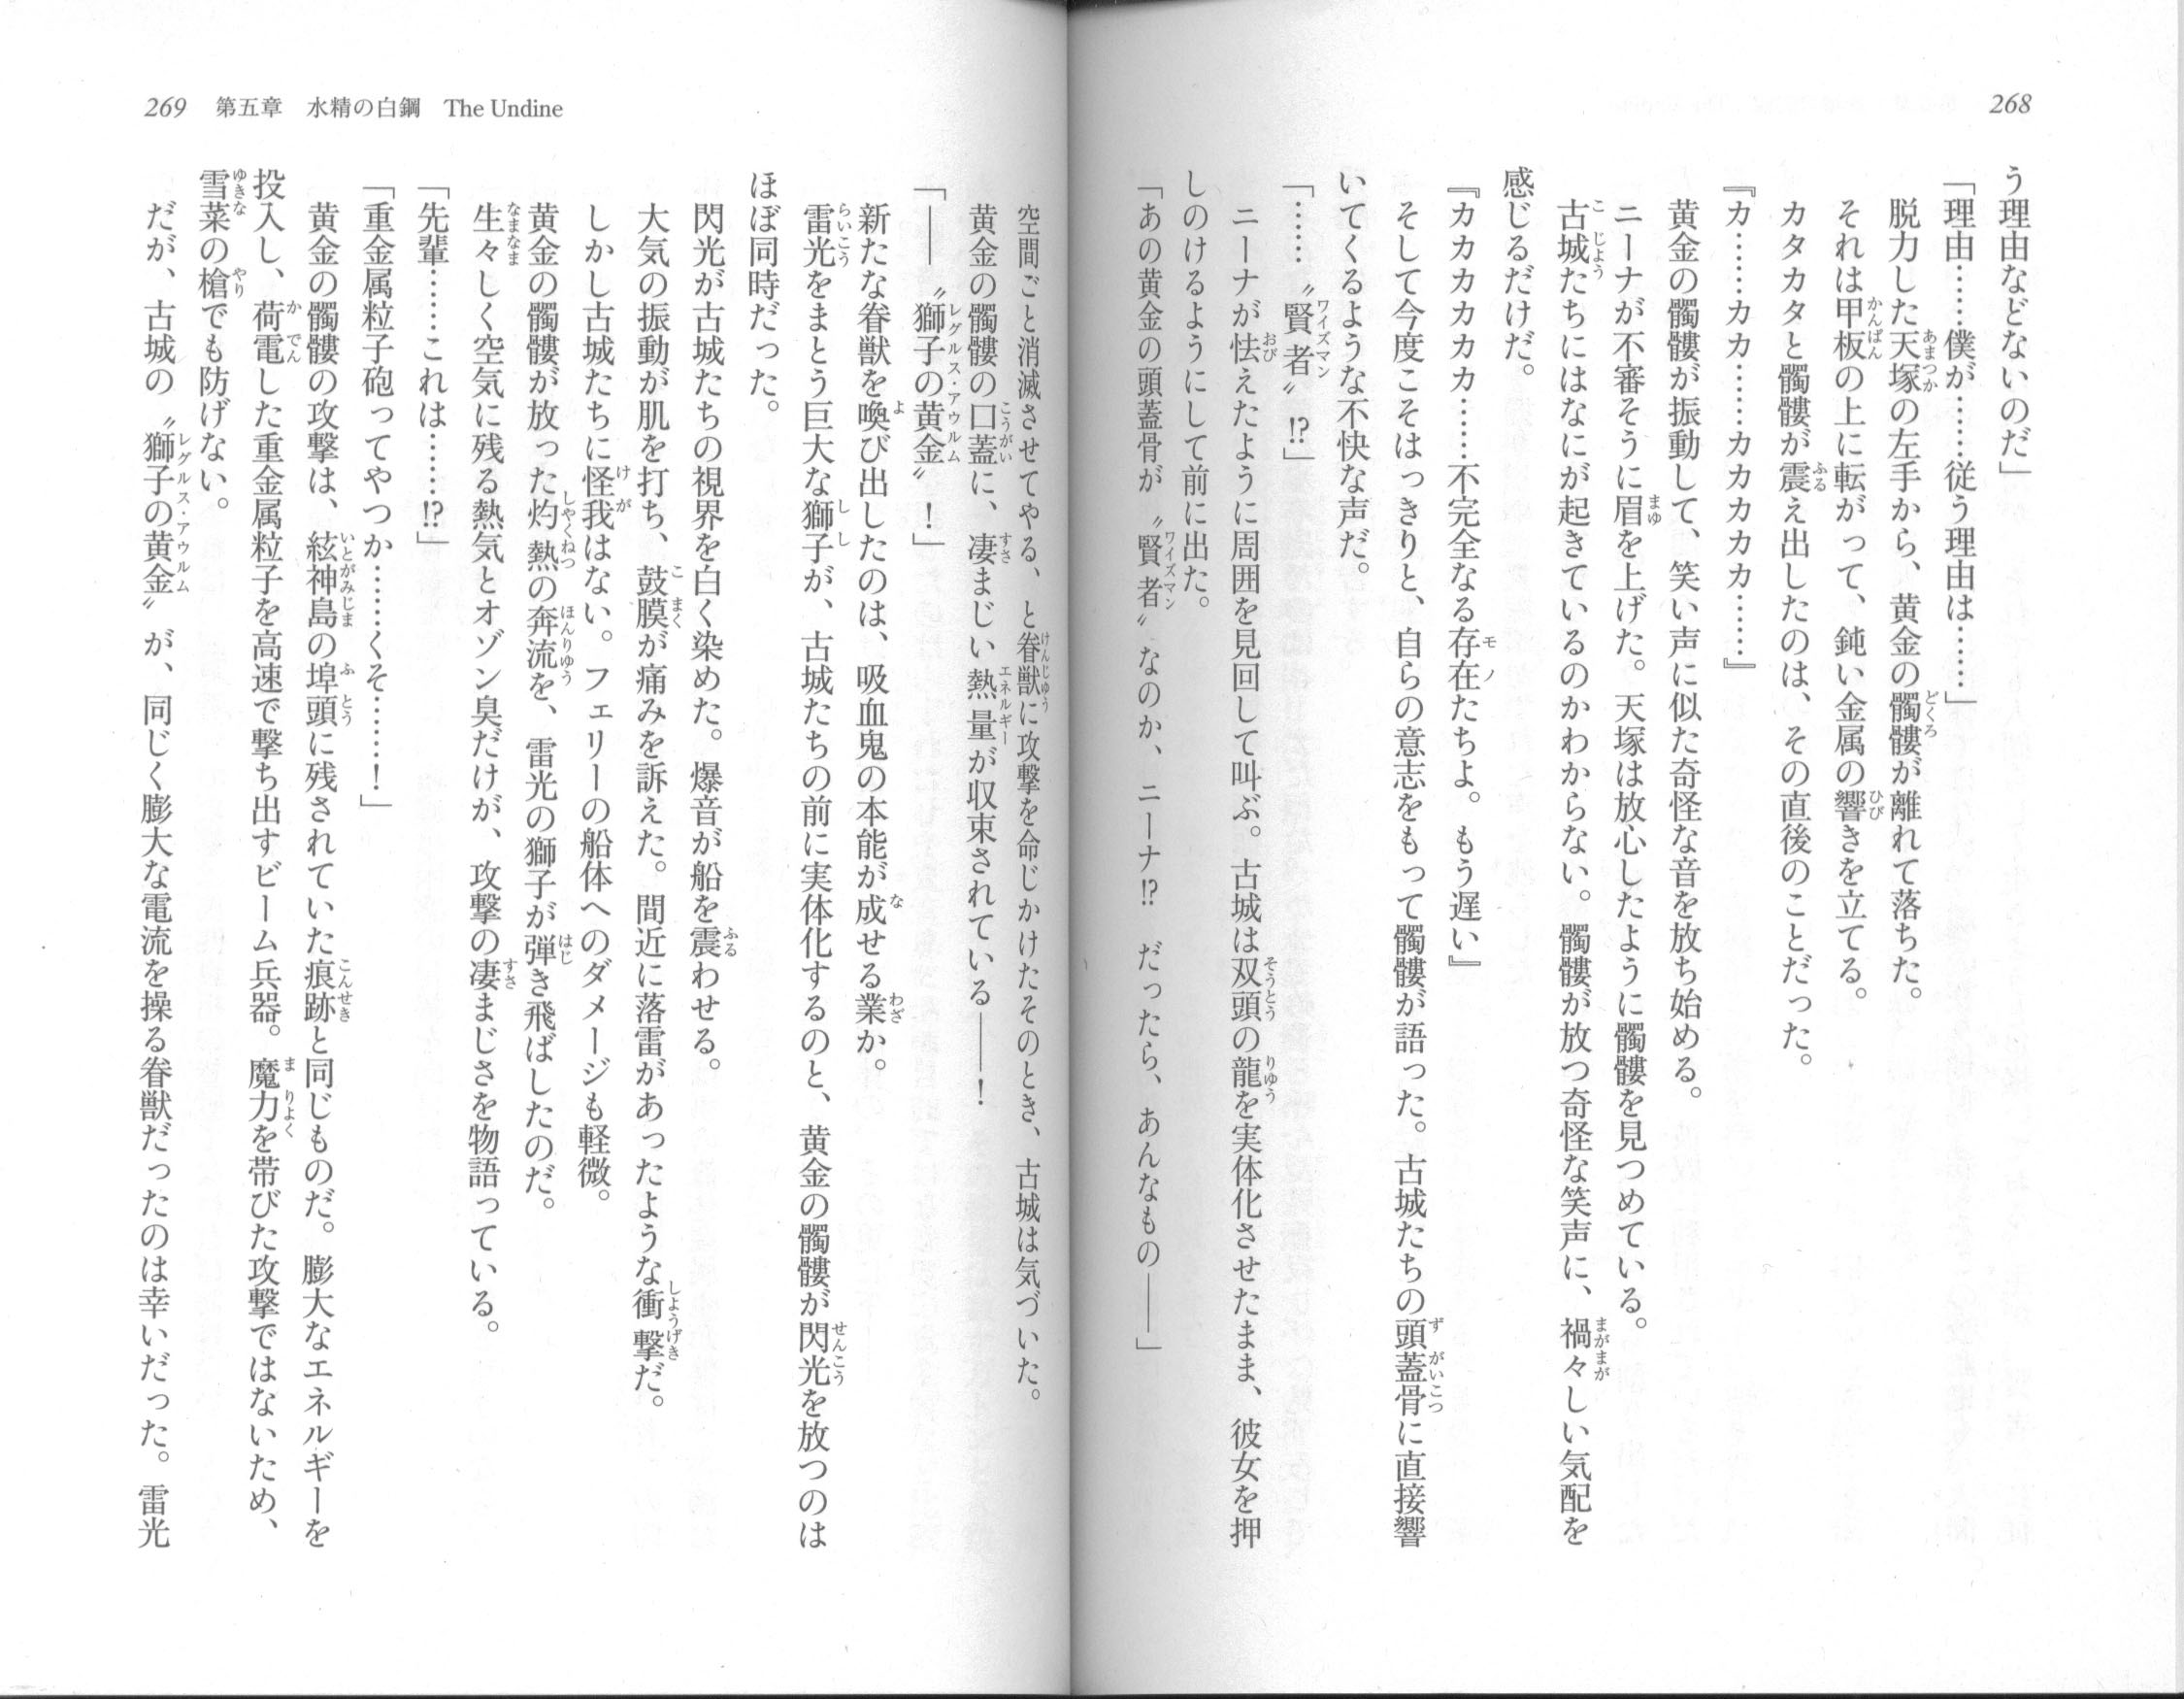 268
う理由などないのだ」
「理由……僕が……従う理由は……」
脱力した天塚の左手から、黄金の髑髏が離れて落ちた。
それは甲板の上に転がって、鈍い金属の響きを立てる。
カタカタと髑髏が震え出したのは、その直後のことだった。
『カ……カカ……カカカカカ……』
黄金の髑髏が振動して、笑い声に似た奇怪な音を放ち始める。
ニーナが不審そうに眉を上げた。天塚は放心したように髑髏を見つめている。
古城たちにはなにが起きているのかわからない。髑髏が放つ奇怪な笑声に、禍々しい気配を
感じるだけだ。
『カカカカカカ……不完全なる存在たちよ。もう遅い』
そして今度こそはっきりと、自らの意志をもって髑髏が語った。古城たちの頭蓋骨に直接響
いてくるような不快な声だ。
「……〝賢者〟⁉」
ニーナが怯えたように周囲を見回して叫ぶ。古城は双頭の龍を実体化させたまま、彼女を押
しのけるようにして前に出た。
「あの黄金の頭蓋骨が〝賢者〟なのか、ニーナ⁉　だったら、あんなもの――」
269　第五章　水精の白鋼　The Undine
空間ごと消滅させてやる、と眷獣に攻撃を命じかけたそのとき、古城は気づいた。
黄金の髑髏の口蓋に、凄まじい熱量が収束されている――！
「――〝獅子の黄金〟！」
新たな眷獣を喚び出したのは、吸血鬼の本能が成せる業か。
雷光をまとう巨大な獅子が、古城たちの前に実体化するのと、黄金の髑髏が閃光を放つのは
ほぼ同時だった。
閃光が古城たちの視界を白く染めた。爆音が船を震わせる。
大気の振動が肌を打ち、鼓膜が痛みを訴えた。間近に落雷があったような衝撃だ。
しかし古城たちに怪我はない。フェリーの船体へのダメージも軽微。
黄金の髑髏が放った灼熱の奔流を、雷光の獅子が弾き飛ばしたのだ。
生々しく空気に残る熱気とオゾン臭だけが、攻撃の凄まじさを物語っている。
「先輩……これは……⁉」
「重金属粒子砲ってやつか……くそ……！」
黄金の髑髏の攻撃は、絃神島の埠頭に残されていた痕跡と同じものだ。膨大なエネルギーを
投入し、荷電した重金属粒子を高速で撃ち出すビーム兵器。魔力を帯びた攻撃ではないため、
雪菜の槍でも防げない。
だが、古城の〝獅子の黄金〟が、同じく膨大な電流を操る眷獣だったのは幸いだった。雷光